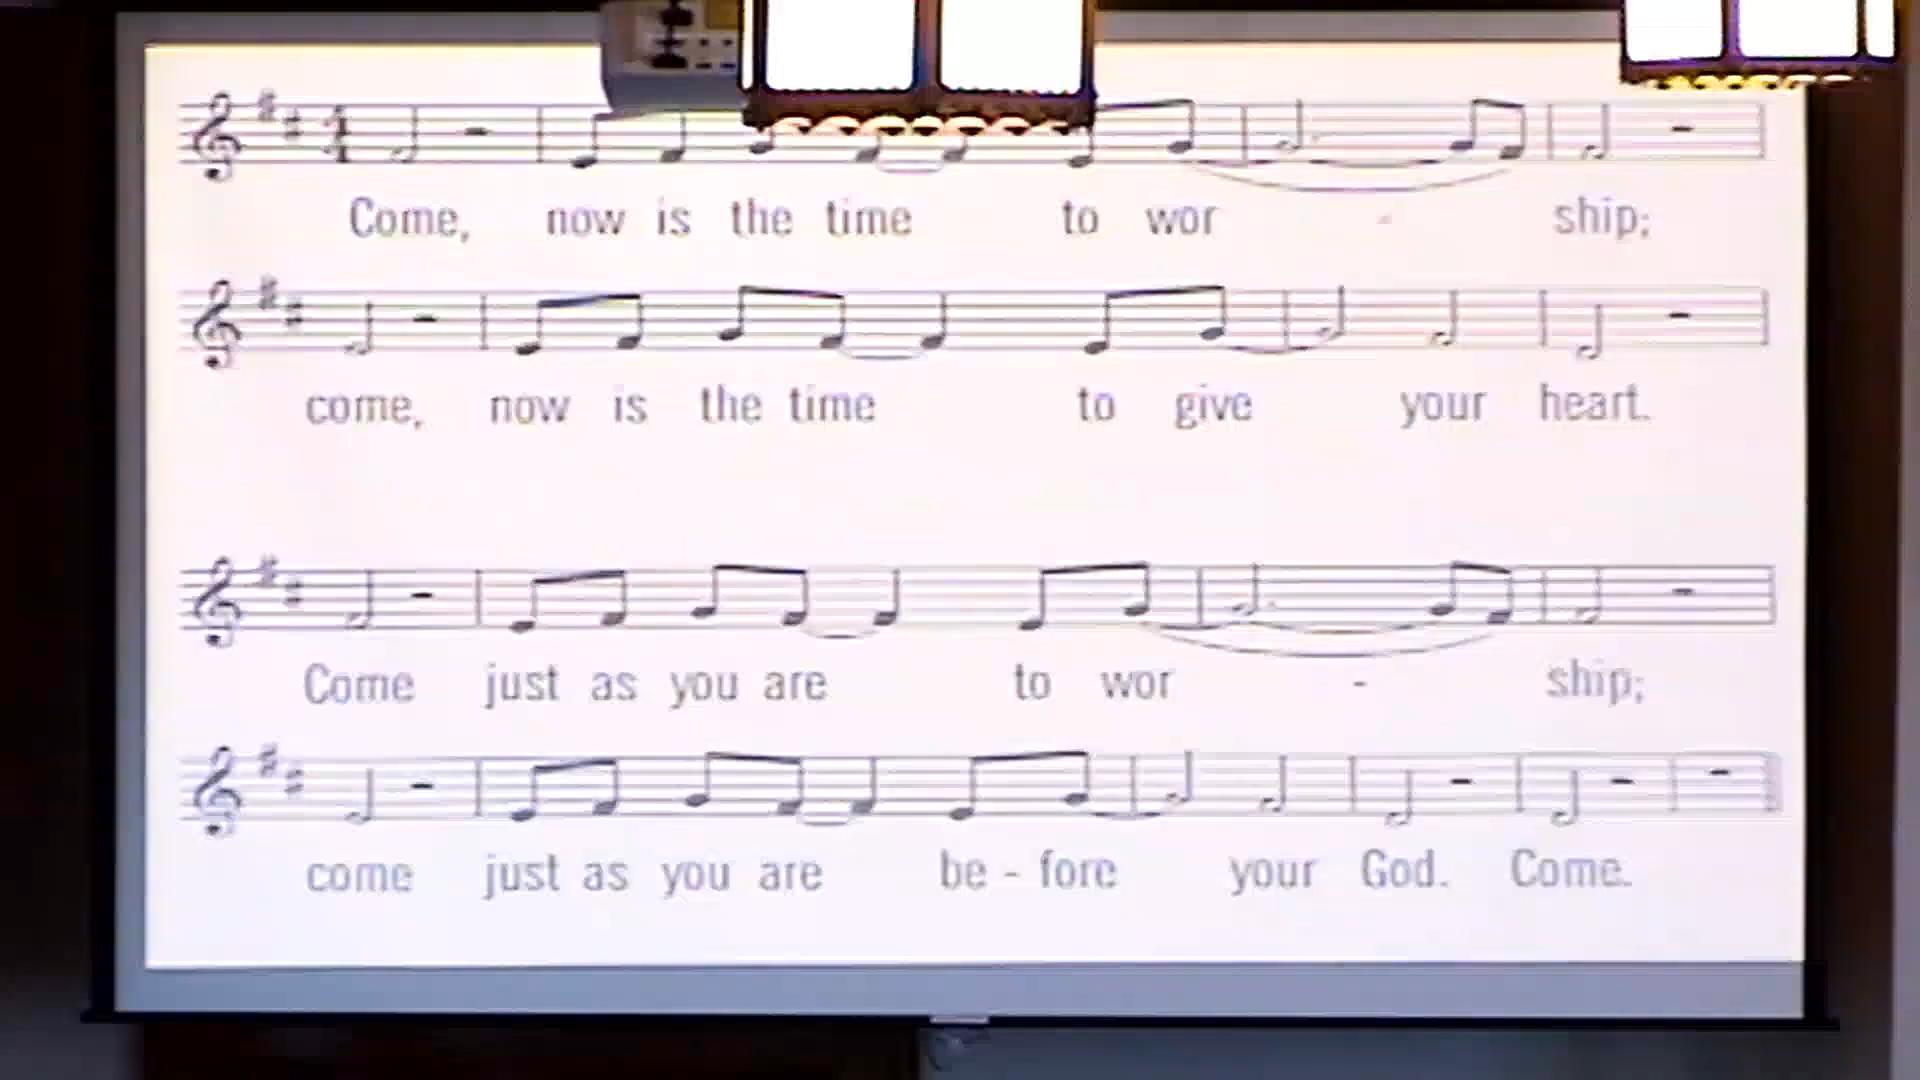 Come, now is the time to wor - ship;
come, now is the time to give your heart.
Come just as you are to wor - ship;
come just as you are be - fore your God. Come.